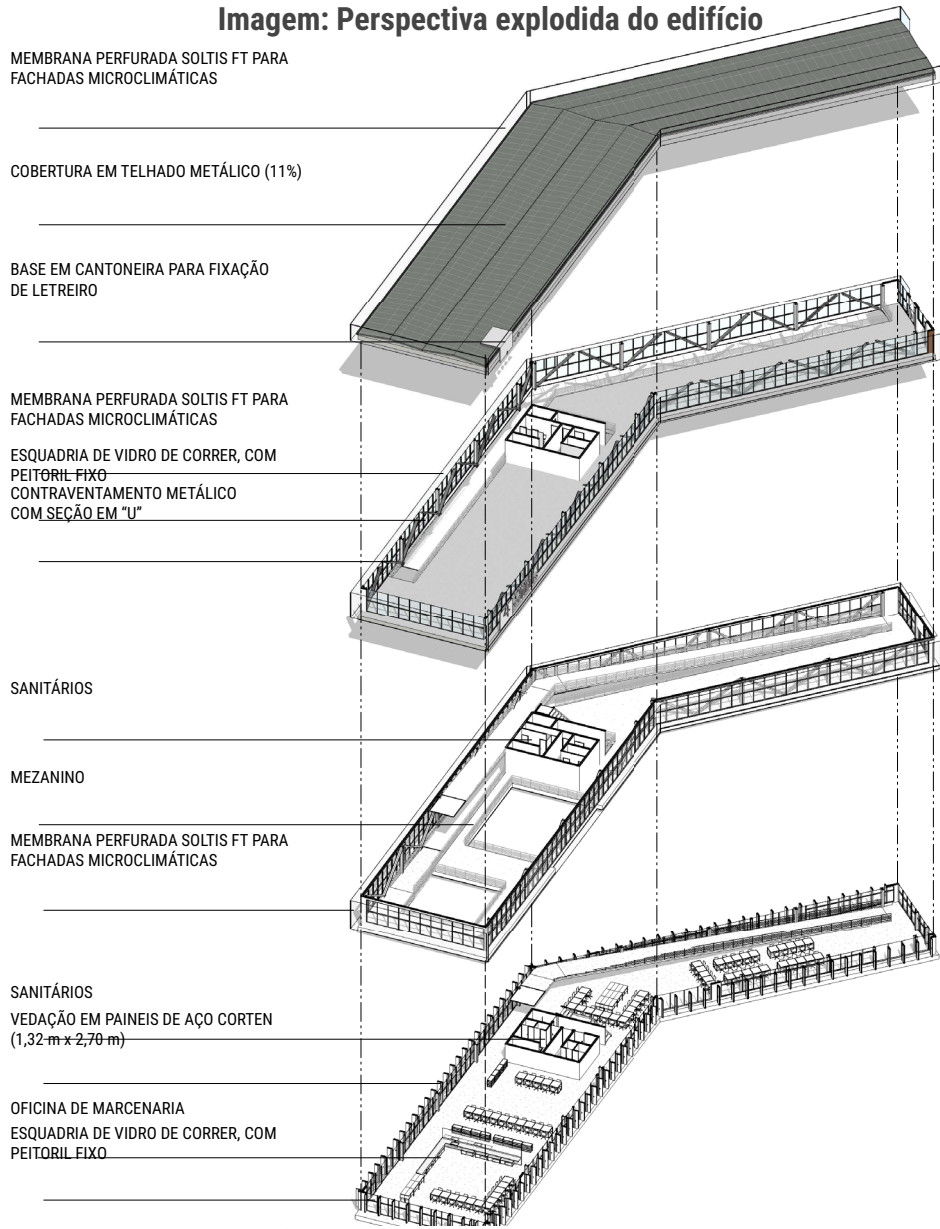 Imagem: Perspectiva explodida do edifício
MEMBRANA PERFURADA SOLTIS FT PARA
FACHADAS MICROCLIMÁTICAS
COBERTURA EM TELHADO METÁLICO (11%)
BASE EM CANTONEIRA PARA FIXAÇÃO
DE LETREIRO
MEMBRANA PERFURADA SOLTIS FT PARA
FACHADAS MICROCLIMÁTICAS
ESQUADRIA DE VIDRO DE CORRER, COM
PEITORIL FIXO
CONTRAVENTAMENTO METÁLICO
COM SEÇÃO EM “U”
SANITÁRIOS
MEZANINO
MEMBRANA PERFURADA SOLTIS FT PARA
FACHADAS MICROCLIMÁTICAS
SANITÁRIOS
VEDAÇÃO EM PAINEIS DE AÇO CORTEN
(1,32 m x 2,70 m)
OFICINA DE MARCENARIA
ESQUADRIA DE VIDRO DE CORRER, COM
PEITORIL FIXO